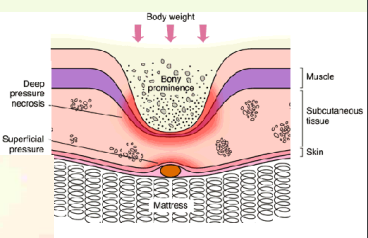 Body weight
Bony
prominence
Muscle
Deep
pressure
necrosis
Subcutaneous
tissue
Superficial
pressure
Skin
Mattress